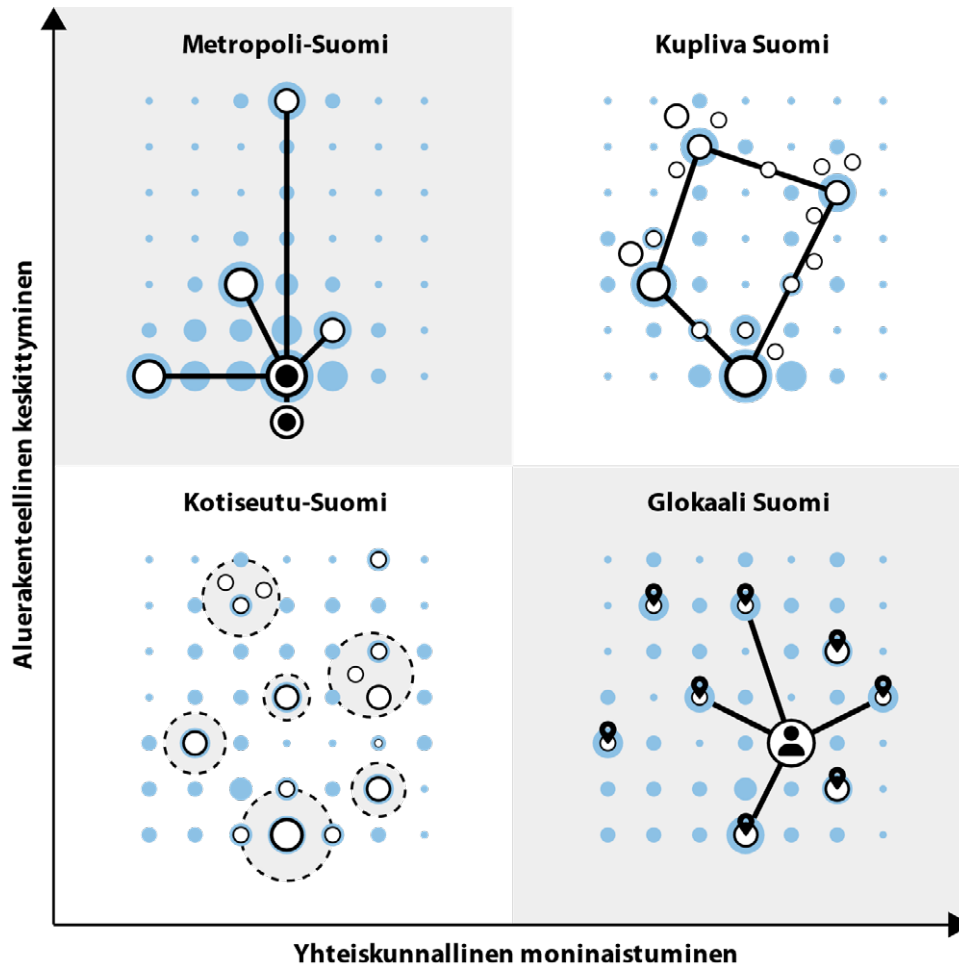 Metropoli-Suomi
Kupliva Suomi
Kotiseutu-Suomi
Glokaali Suomi
Aluerakenteellinen keskittyminen
Yhteiskunnallinen moninaistuminen